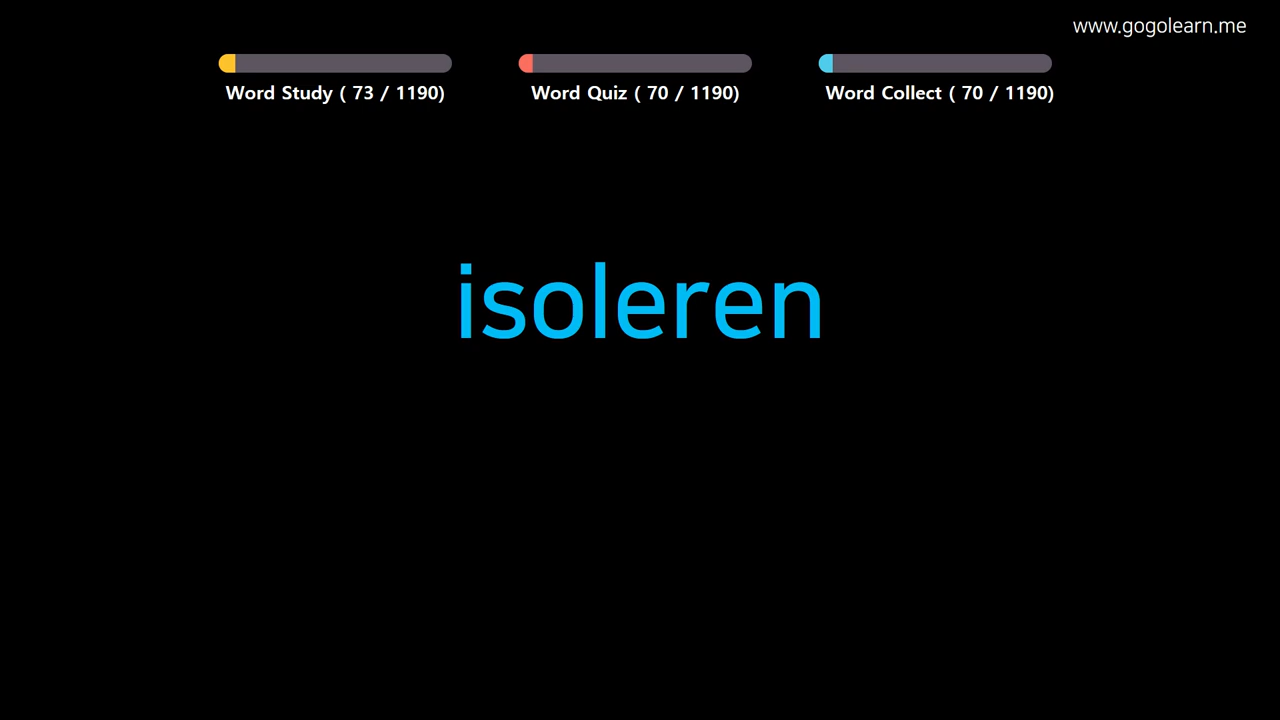 www.gogolearn.me
Word Study ( 73 / 1190)
Word Quiz ( 70 / 1190)
Word Collect ( 70 / 1190)
isoleren